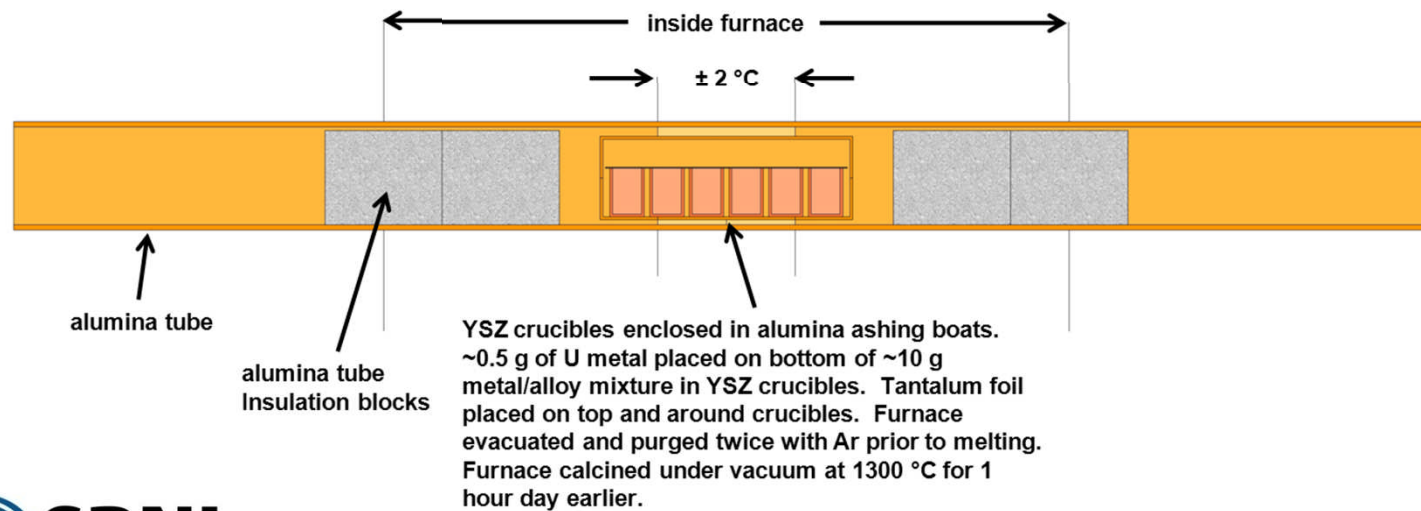 inside furnace
± 2 °C
alumina tube
alumina tube
Insulation blocks
YSZ crucibles enclosed in alumina ashing boats.
~0.5 g of U metal placed on bottom of ~10 g
metal/alloy mixture in YSZ crucibles. Tantalum foil
placed on top and around crucibles. Furnace
evacuated and purged twice with Ar prior to melting.
Furnace calcined under vacuum at 1300 °C for 1
hour day earlier.